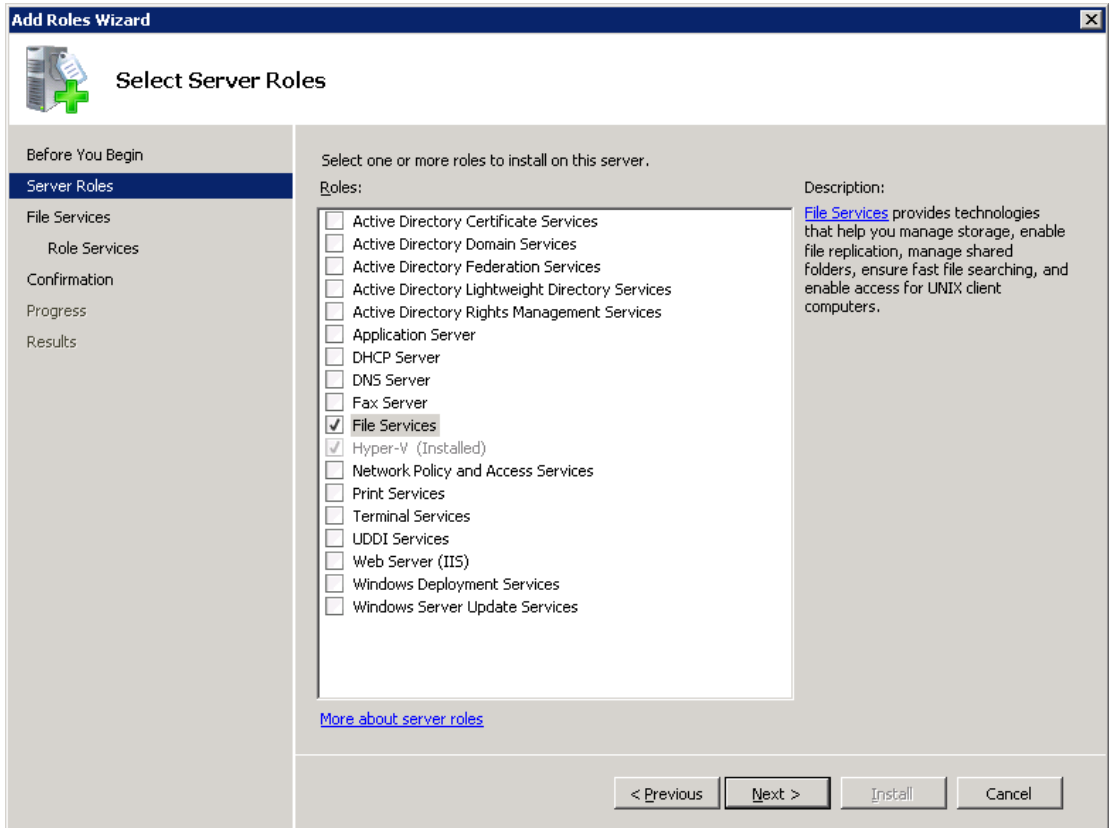 Add Roles Wizard
Select Server Roles
Before You Begin
Server Roles
File Services
Role Services
Confirmation
Progress
Results
Select one or more roles to install on this server.
Roles:
Active Directory Certificate Services
Active Directory Domain Services
Active Directory Federation Services
Active Directory Lightweight Directory Services
Active Directory Rights Management Services
Application Server
DHCP Server
DNS Server
Fax Server
File Services
Hyper-V (Installed)
Network Policy and Access Services
Print Services
Terminal Services
UDDI Services
Web Server (IIS)
Windows Deployment Services
Windows Server Update Services
More about server roles
Description:
File Services provides technologies
that help you manage storage, enable
file replication, manage shared
folders, ensure fast file searching, and
enable access for UNIX client
computers.
< Previous
Next >
Install
Cancel